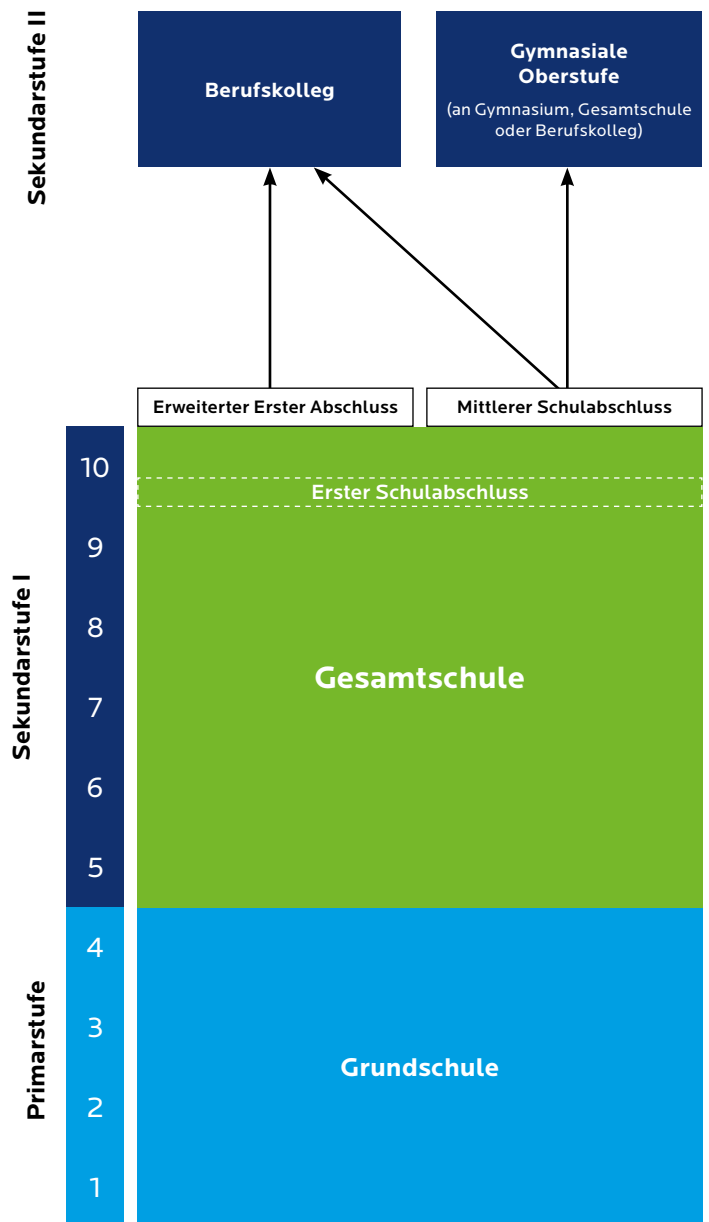 Sekundarstufe II
Berufskolleg
Gymnasiale
Oberstufe
(an Gymnasium, Gesamtschule
oder Berufskolleg)
Erweiterter Erster Abschluss
Mittlerer Schulabschluss
Sekundarstufe I
10
Erster Schulabschluss
9
8
Gesamtschule
7
6
5
Primarstufe
4
3
Grundschule
2
1